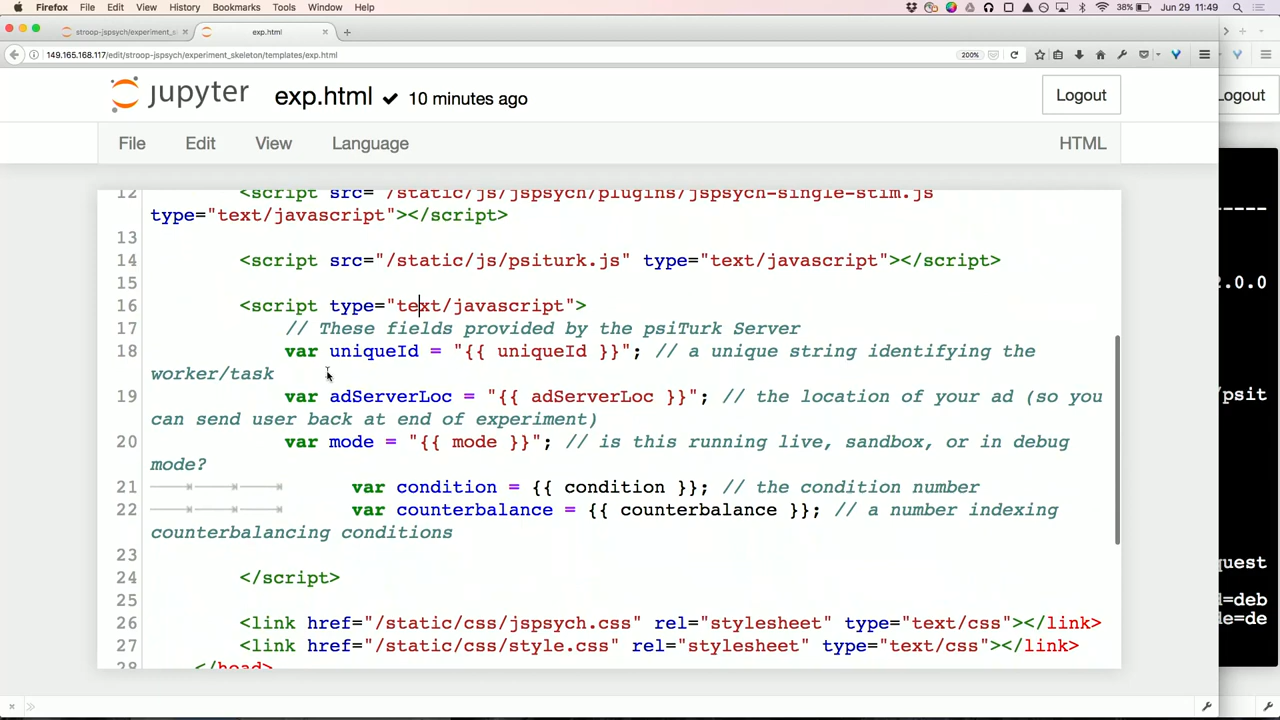 Firefox File Edit View History Bookmarks Tools Window Help 38% Jun 29 11:49
stroop-jspsych/experiment_s
exp.html
149.165.168.117/edit/stroop-jspsych/experiment_skeleton/templates/exp.html 200%
jupyter exp.html ✔ 10 minutes ago Logout
Logout
File Edit View Language HTML
12 <script src="/static/js/jspsych/plugins/jspsych-single-stim.js
type="text/javascript"></script>
13
14 <script src="/static/js/psiturk.js" type="text/javascript"></script>
15
16 <script type="text/javascript">
17 // These fields provided by the psiTurk Server
18 var uniqueId = "{{ uniqueId }}"; // a unique string identifying the
worker/task
19 var adServerLoc = "{{ adServerLoc }}"; // the location of your ad (so you
can send user back at end of experiment)
20 var mode = "{{ mode }}"; // is this running live, sandbox, or in debug
mode?
21 var condition = {{ condition }}; // the condition number
22 var counterbalance = {{ counterbalance }}; // a number indexing
counterbalancing conditions
23
24 </script>
25
26 <link href="/static/css/jspsych.css" rel="stylesheet" type="text/css"></link>
27 <link href="/static/css/style.css" rel="stylesheet" type="text/css"></link>
28 </head>
-----
.0.0
/psit
quest
d=deb
de=de